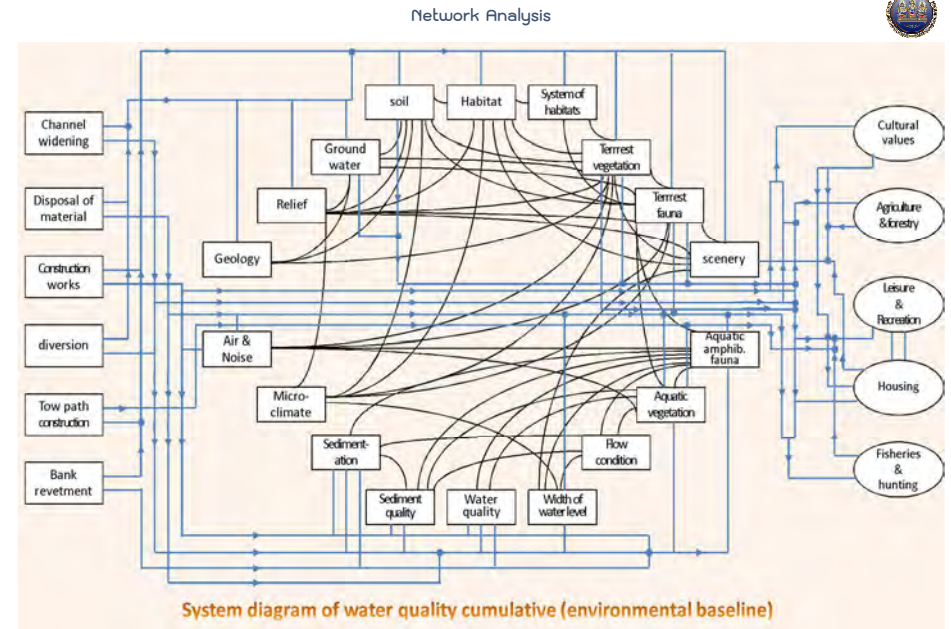 Network Analysis
soil
Habitat
System of
habitats
Channel
widening
Cultural
values
Ground
water
Terrrest
vegetation
Disposal of
material
Relief
Terrrest
fauna
Agriculture
&forestry
Construction
works
Geology
scenery
Leisure
&
Recreation
diversion
Air &
Noise
Aquatic
amphib.
fauna
Housing
Tow path
construction
Micro-
climate
Aquatic
vegetation
Sediment-
ation
Flow
condition
Bank
revetment
Fisheries
&
hunting
Sediment
quality
Water
quality
Width of
water level
System diagram of water quality cumulative (environmental baseline)